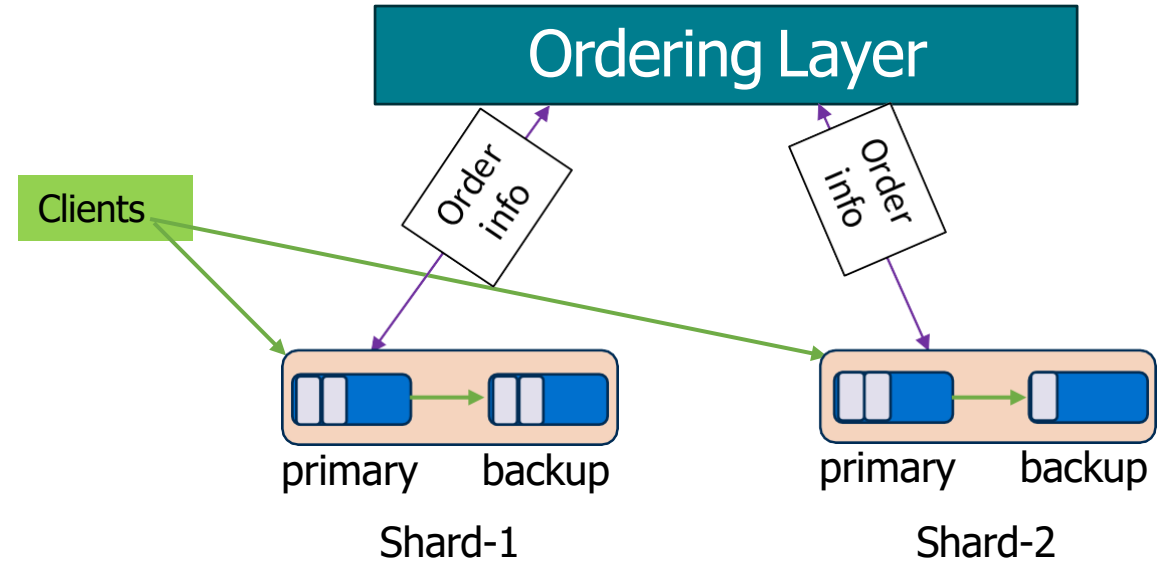 Ordering Layer
Order
info
Order
info
Clients
primary
backup
primary
backup
Shard-1
Shard-2